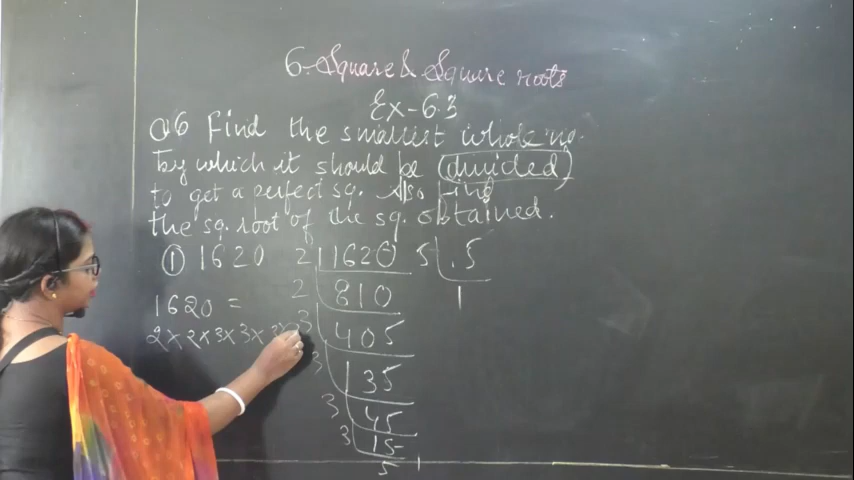 6. Square & Square roots
Ex-6.3
Q6 Find the smallest whole no.
by which it should be divided
to get a perfect sq. Also find
the sq. root of the sq. obtained.
① 1620
2 1620
2 810
3 405
3 135
3 45
3 15
5
5 5
1
1620 =
2×2×3×3×3×